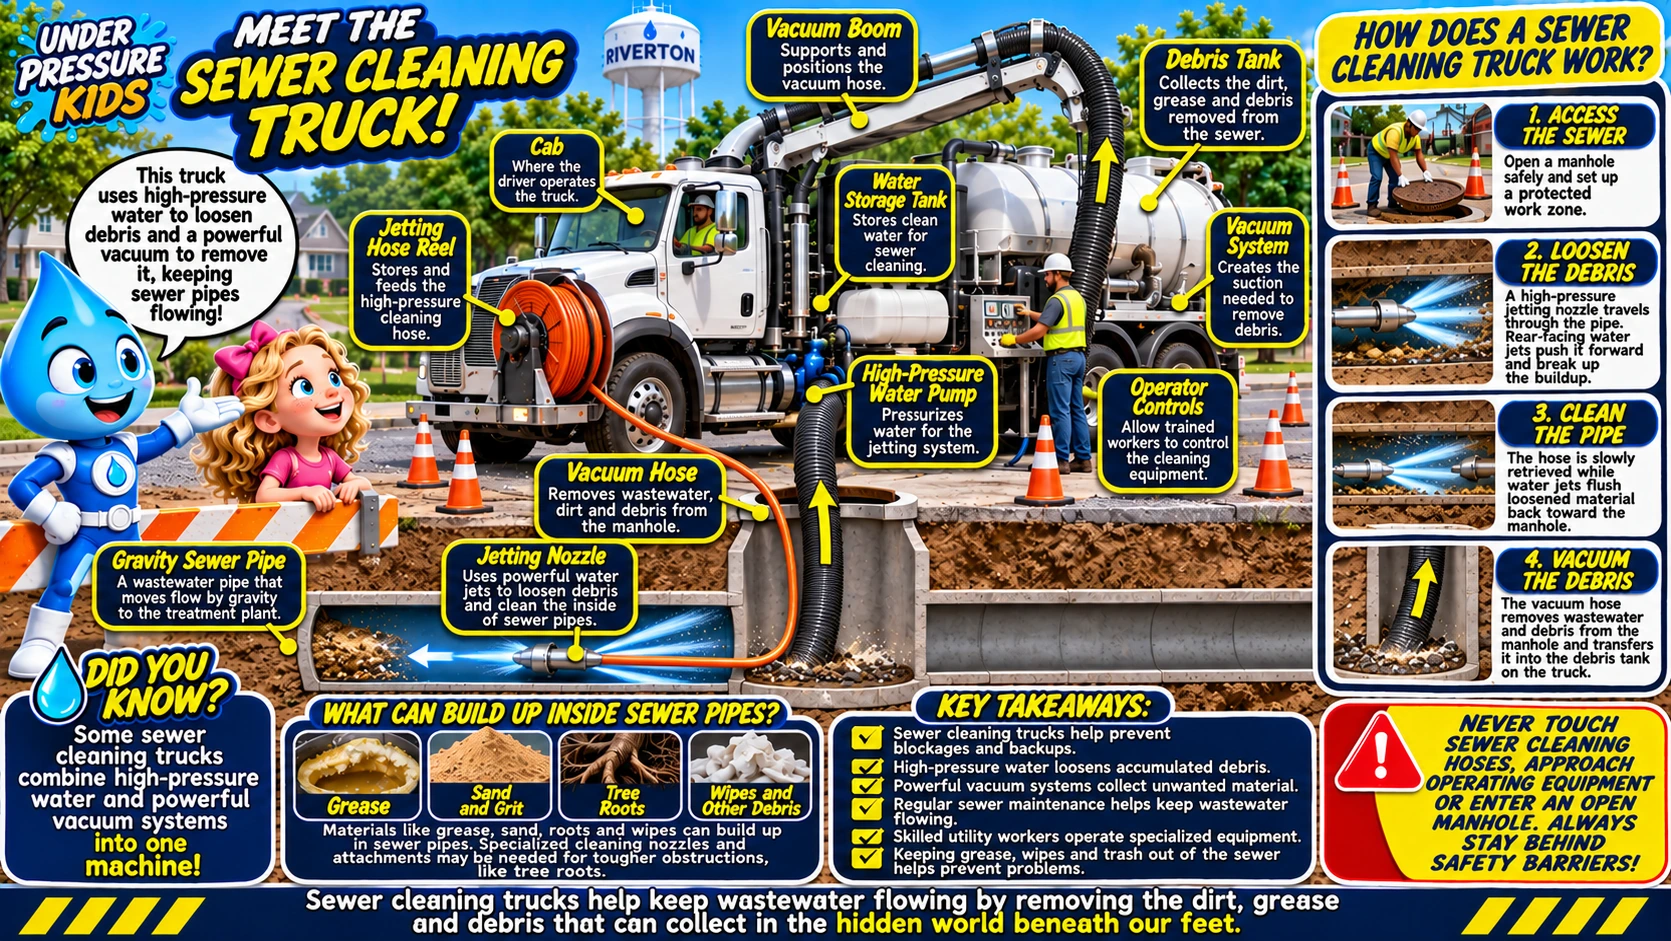 UNDER
PRESSURE
KIDS
MEET THE
SEWER CLEANING
TRUCK!
RIVERTON
This truck
uses high-pressure
water to loosen
debris and a powerful
vacuum to remove
it, keeping
sewer pipes
flowing!
Cab
Where the
driver operates
the truck.
Jetting
Hose Reel
Stores and
feeds the
high-pressure
cleaning
hose.
Vacuum Boom
Supports and
positions the
vacuum hose.
Debris Tank
Collects the dirt,
grease and debris
removed from
the sewer.
Water
Storage Tank
Stores clean
water for
sewer
cleaning.
Vacuum
System
Creates the
suction
needed to
remove
debris.
High-Pressure
Water Pump
Pressurizes
water for the
jetting system.
Operator
Controls
Allow trained
workers to control
the cleaning
equipment.
Vacuum Hose
Removes wastewater,
dirt and debris from
the manhole.
Gravity Sewer Pipe
A wastewater pipe that
moves flow by gravity
to the treatment plant.
Jetting Nozzle
Uses powerful water
jets to loosen debris
and clean the inside
of sewer pipes.
HOW DOES A SEWER
CLEANING TRUCK WORK?
1. ACCESS
THE SEWER
Open a manhole
safely and set up
a protected
work zone.
2. LOOSEN
THE DEBRIS
A high-pressure
jetting nozzle travels
through the pipe.
Rear-facing water
jets push it forward
and break up
the buildup.
3. CLEAN
THE PIPE
The hose is slowly
retrieved while
water jets flush
loosened material
back toward the
manhole.
4. VACUUM
THE DEBRIS
The vacuum hose
removes wastewater
and debris from the
manhole and transfers
it into the debris tank
on the truck.
DID YOU
KNOW?
Some sewer
cleaning trucks
combine high-pressure
water and powerful
vacuum systems
into one
machine!
WHAT CAN BUILD UP INSIDE SEWER PIPES?
Grease
Sand
and Grit
Tree
Roots
Wipes and
Other Debris
Materials like grease, sand, roots and wipes can build up
in sewer pipes. Specialized cleaning nozzles and
attachments may be needed for tougher obstructions,
like tree roots.
KEY TAKEAWAYS:
Sewer cleaning trucks help prevent
blockages and backups.
High-pressure water loosens accumulated debris.
Powerful vacuum systems collect unwanted material.
Regular sewer maintenance helps keep wastewater
flowing.
Skilled utility workers operate specialized equipment.
Keeping grease, wipes and trash out of the sewer
helps prevent problems.
!
NEVER TOUCH
SEWER CLEANING
HOSES, APPROACH
OPERATING EQUIPMENT
OR ENTER AN OPEN
MANHOLE. ALWAYS
STAY BEHIND
SAFETY BARRIERS!
Sewer cleaning trucks help keep wastewater flowing by removing the dirt, grease
and debris that can collect in the hidden world beneath our feet.